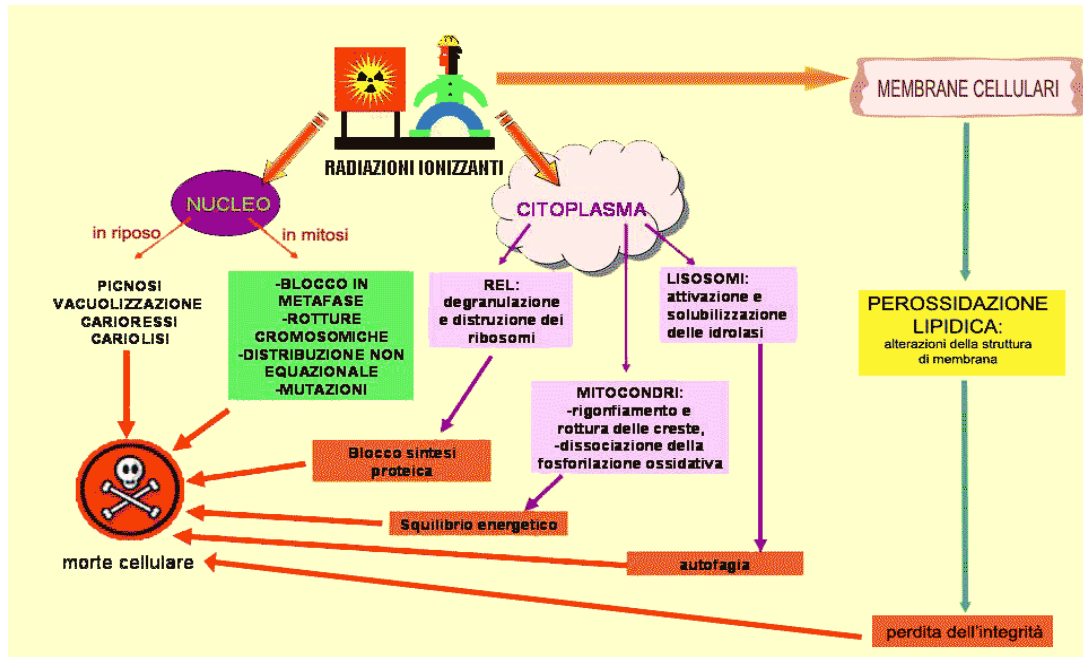 RADIAZIONI IONIZZANTI
MEMBRANE CELLULARI
NUCLEO
CITOPLASMA
in riposo
in mitosi
PICNOSI
VACUOLIZZAZIONE
CARIORESSI
CARIOLISI
-BLOCCO IN
METAFASE
-ROTTURE
CROMOSOMICHE
-DISTRIBUZIONE NON
EQUAZIONALE
-MUTAZIONI
REL:
degranulazione
e distruzione dei
ribosomi
LISOSOMI:
attivazione e
solubilizzazione
delle idrolasi
PEROSSIDAZIONE
LIPIDICA:
alterazioni della struttura
di membrana
MITOCONDRI:
-rigonfiamento e
rottura delle creste,
-dissociazione della
fosforilazione ossidativa
Blocco sintesi
proteica
Squilibrio energetico
autofagia
morte cellulare
perdita dell'integrità